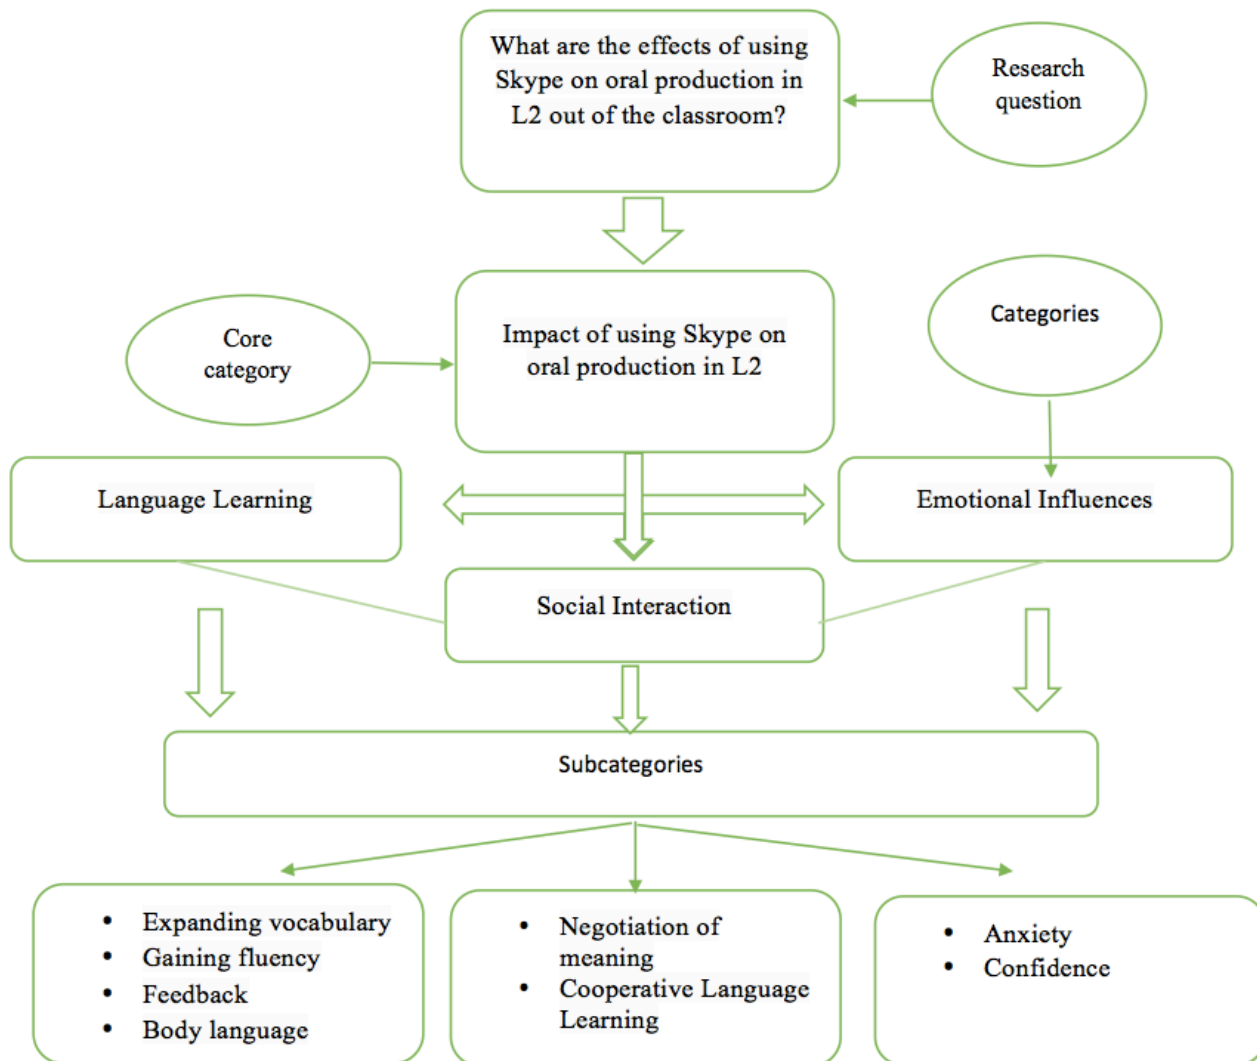 What are the effects of using
Skype on oral production in
L2 out of the classroom?
Research
question
Core
category
Impact of using Skype on
oral production in L2
Categories
Language Learning
Emotional Influences
Social Interaction
Subcategories
• Expanding vocabulary
• Gaining fluency
• Feedback
• Body language
• Negotiation of
meaning
• Cooperative Language
Learning
• Anxiety
• Confidence